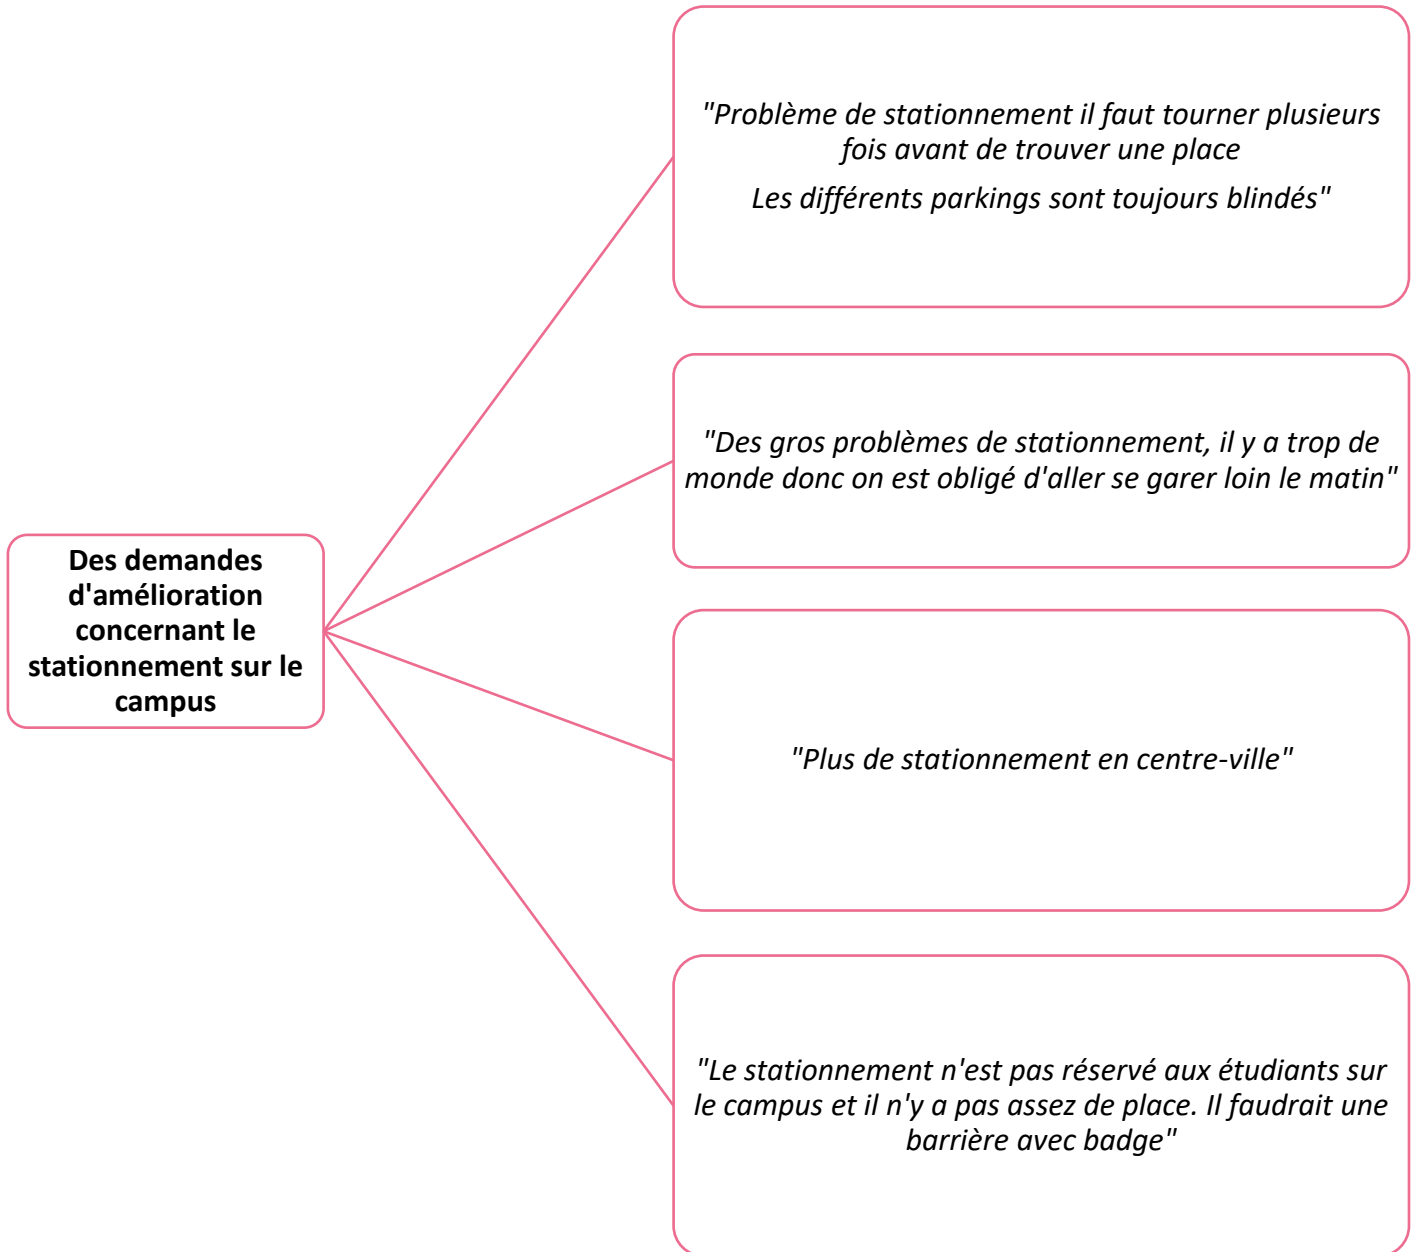 "Problème de stationnement il faut tourner plusieurs
fois avant de trouver une place
Les différents parkings sont toujours blindés"
"Des gros problèmes de stationnement, il y a trop de
monde donc on est obligé d'aller se garer loin le matin"
Des demandes
d'amélioration
concernant le
stationnement sur le
campus
"Plus de stationnement en centre-ville"
"Le stationnement n'est pas réservé aux étudiants sur
le campus et il n'y a pas assez de place. Il faudrait une
barrière avec badge"